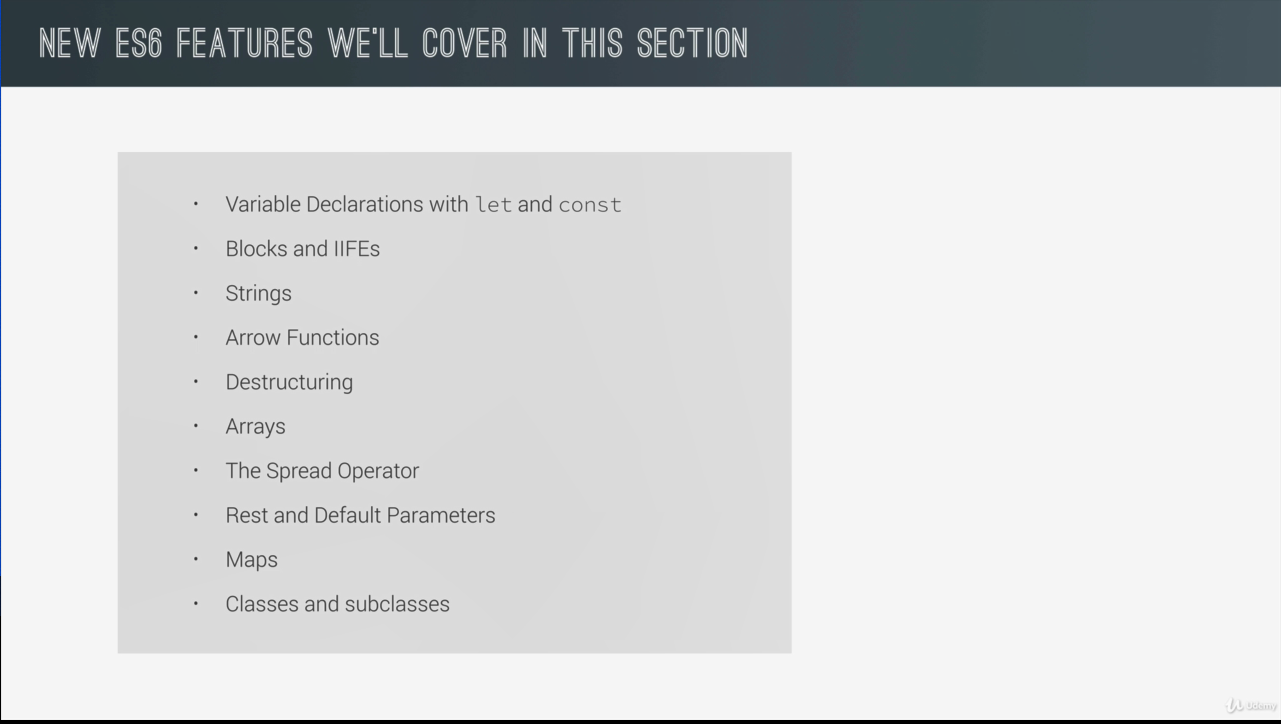 NEW ES6 FEATURES WE'LL COVER IN THIS SECTION
• Variable Declarations with let and const
• Blocks and IIFEs
• Strings
• Arrow Functions
• Destructuring
• Arrays
• The Spread Operator
• Rest and Default Parameters
• Maps
• Classes and subclasses
Udemy